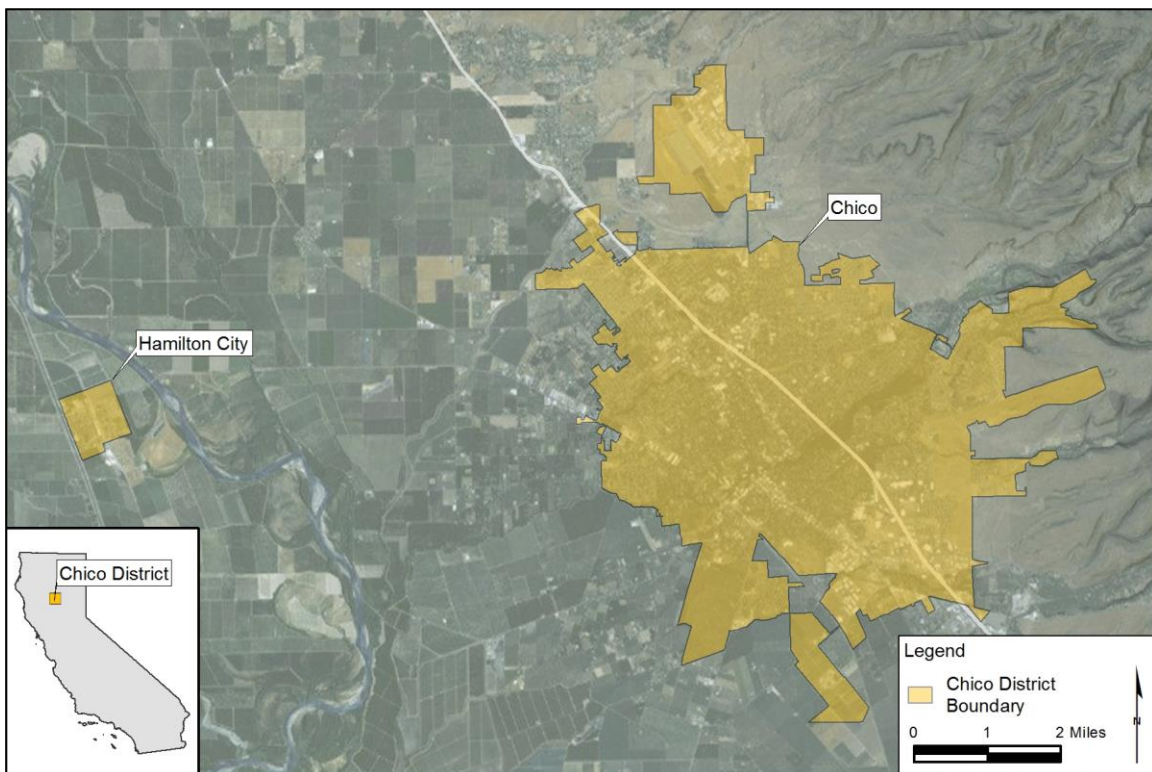 Chico
Hamilton City
Chico District
Legend
Chico District
Boundary
0 1 2 Miles
N